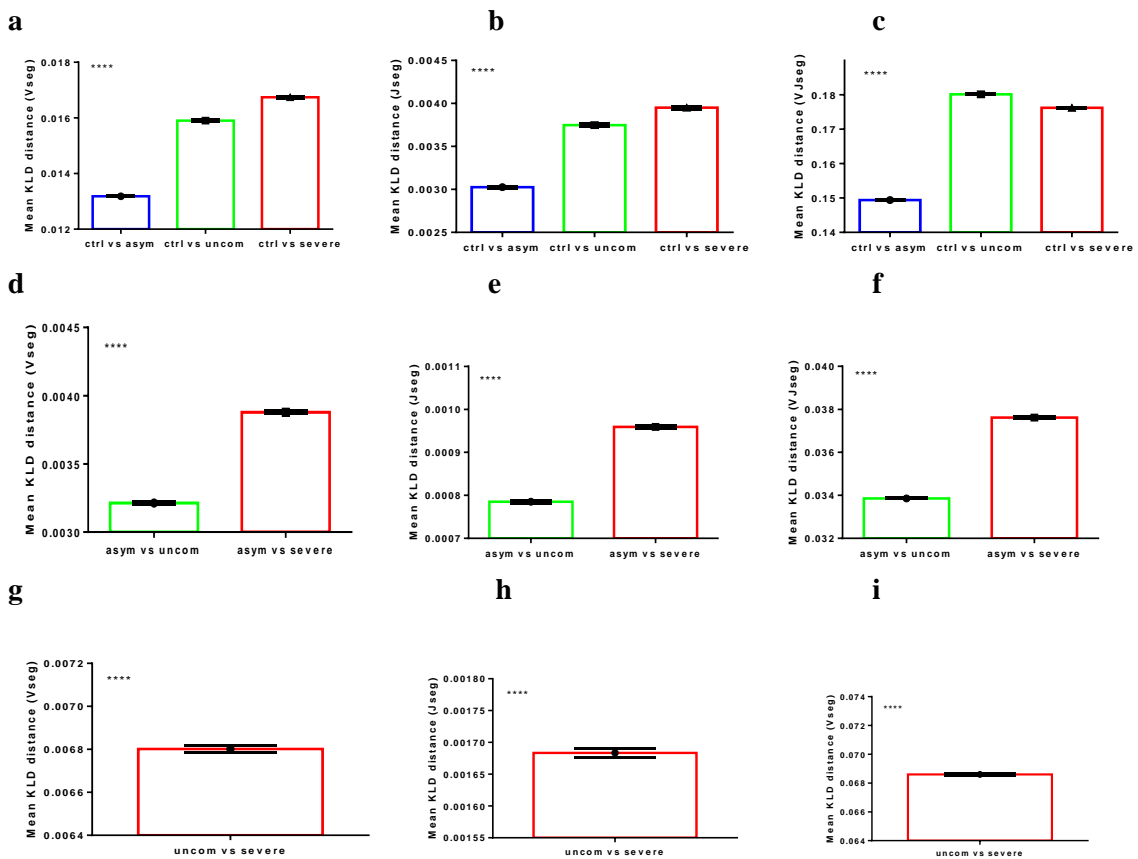 a b c
Mean KLD distance (Vseg)
0.018
0.016
0.014
0.012
****
ctrl vs asym ctrl vs uncom ctrl vs severe
Mean KLD distance (Jseg)
0.0045
0.0040
0.0035
0.0030
0.0025
****
ctrl vs asym ctrl vs uncom ctrl vs severe
Mean KLD distance (VJseg)
0.18
0.17
0.16
0.15
0.14
****
ctrl vs asym ctrl vs uncom ctrl vs severe
d e f
Mean KLD distance (Vseg)
0.0045
0.0040
0.0035
0.0030
****
asym vs uncom asym vs severe
Mean KLD distance (Jseg)
0.0011
0.0010
0.0009
0.0008
0.0007
****
asym vs uncom asym vs severe
Mean KLD distance (VJseg)
0.040
0.038
0.036
0.034
0.032
****
asym vs uncom asym vs severe
g h i
Mean KLD distance (Vseg)
0.0072
0.0070
0.0068
0.0066
0.0064
****
uncom vs severe
Mean KLD distance (Jseg)
0.00180
0.00175
0.00170
0.00165
0.00160
0.00155
****
uncom vs severe
Mean KLD distance (Vseg)
0.074
0.072
0.070
0.068
0.066
0.064
****
uncom vs severe